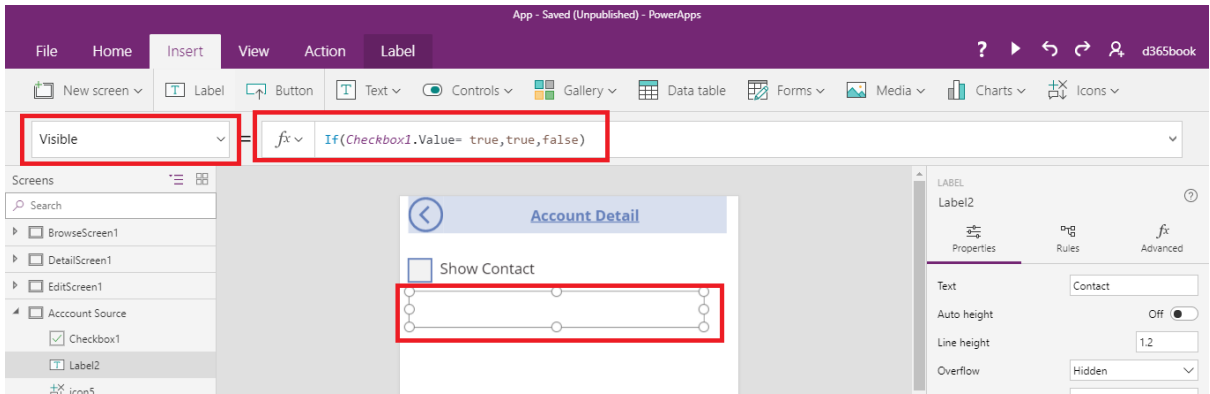 App - Saved (Unpublished) - PowerApps
File Home Insert View Action Label ? d365book
New screen Label Button Text Controls Gallery Data table Forms Media Charts Icons
Visible = fx If(Checkbox1.Value= true,true,false)
Screens
Search
BrowseScreen1
DetailScreen1
EditScreen1
Acccount Source
Checkbox1
Label2
icon5
Account Detail
Show Contact
LABEL
Label2
?
Properties Rules fx Advanced
Text Contact
Auto height Off
Line height 1.2
Overflow Hidden